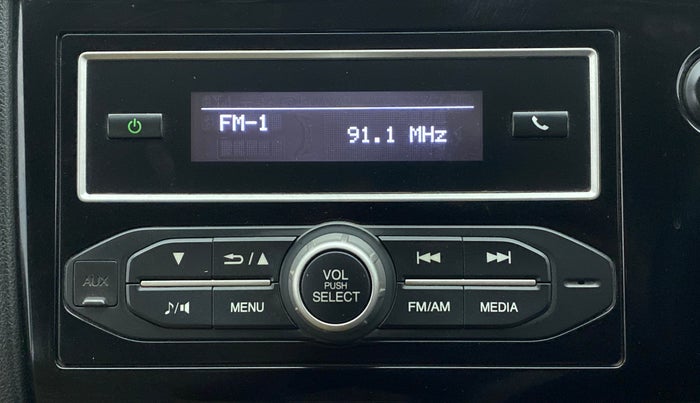 FM-1
91.1 MHz
AUX
VOL
PUSH
SELECT
MENU
FM/AM
MEDIA